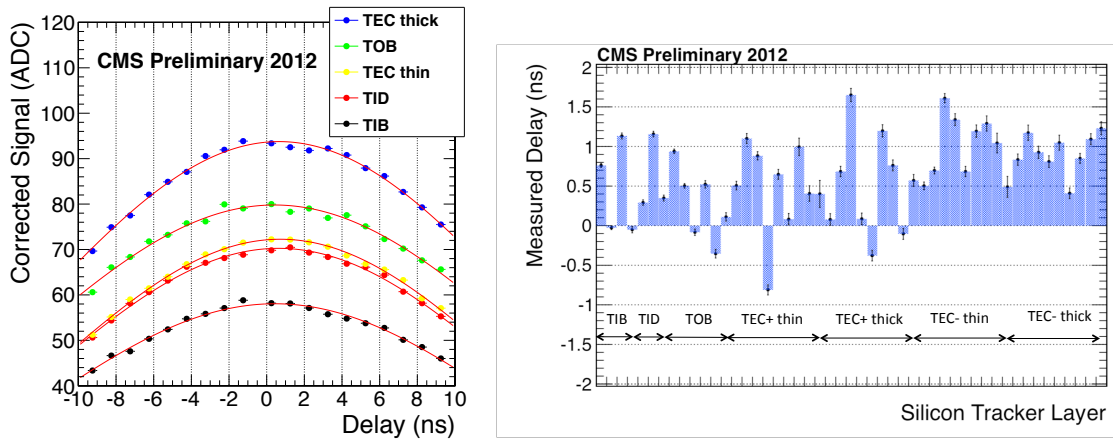 CMS Preliminary 2012
Corrected Signal (ADC)
120
110
100
90
80
70
60
50
40
-10 -8 -6 -4 -2 0 2 4 6 8 10
Delay (ns)
TEC thick
TOB
TEC thin
TID
TIB
CMS Preliminary 2012
Measured Delay (ns)
2
1.5
1
0.5
0
-0.5
-1
-1.5
-2
TIB TID TOB TEC+ thin TEC+ thick TEC- thin TEC- thick
Silicon Tracker Layer